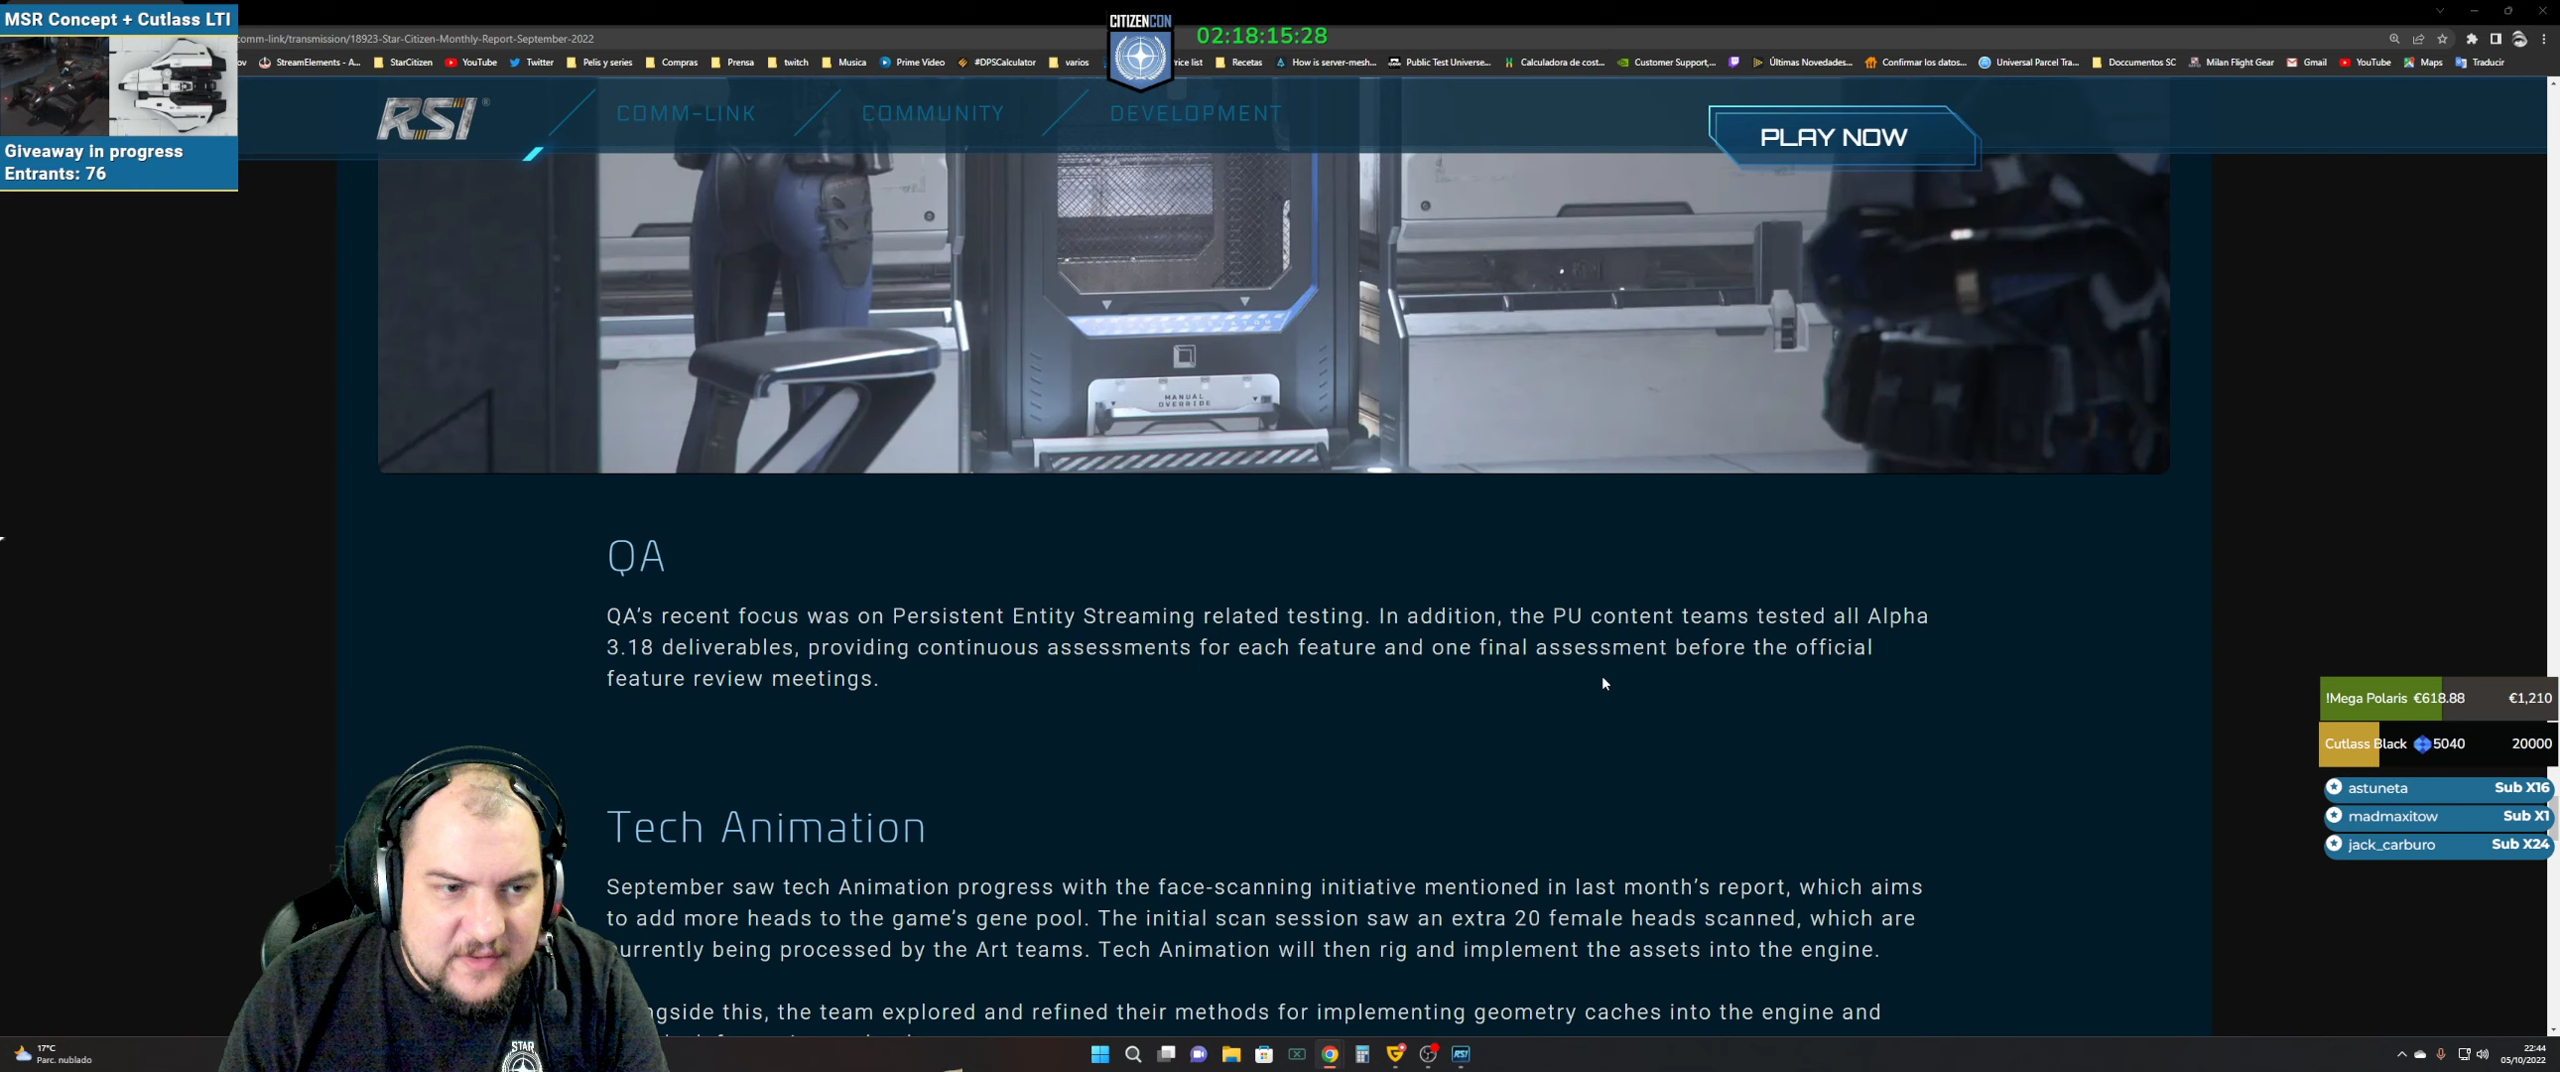 MSR Concept + Cutlass LTI
Giveaway in progress
Entrants: 76
CITIZENCON
02:18:15:28
comm-link/transmission/18923-Star-Citizen-Monthly-Report-September-2022
StreamElements - A...
StarCitizen
YouTube
Twitter
Pelis y series
Compras
Prensa
twitch
Musica
Prime Video
#DPSCalculator
varios
rice list
Recetas
How is server-mesh...
Public Test Universe...
Calculadora de cost...
Customer Support,...
Últimas Novedades...
Confirmar los datos...
Universal Parcel Tra...
Doccumentos SC
Milan Flight Gear
Gmail
YouTube
Maps
Traducir
RSI
COMM-LINK
COMMUNITY
DEVELOPMENT
PLAY NOW
MANUAL
OVERRIDE
QA
QA's recent focus was on Persistent Entity Streaming related testing. In addition, the PU content teams tested all Alpha
3.18 deliverables, providing continuous assessments for each feature and one final assessment before the official
feature review meetings.
Tech Animation
September saw tech Animation progress with the face-scanning initiative mentioned in last month's report, which aims
to add more heads to the game's gene pool. The initial scan session saw an extra 20 female heads scanned, which are
urrently being processed by the Art teams. Tech Animation will then rig and implement the assets into the engine.
ngside this, the team explored and refined their methods for implementing geometry caches into the engine and
!Mega Polaris €618.88 €1,210
Cutlass Black 5040 20000
astuneta Sub X16
madmaxitow Sub X1
jack_carburo Sub X24
STAR
17°C
Parc. nublado
RSI
22:44
05/10/2022